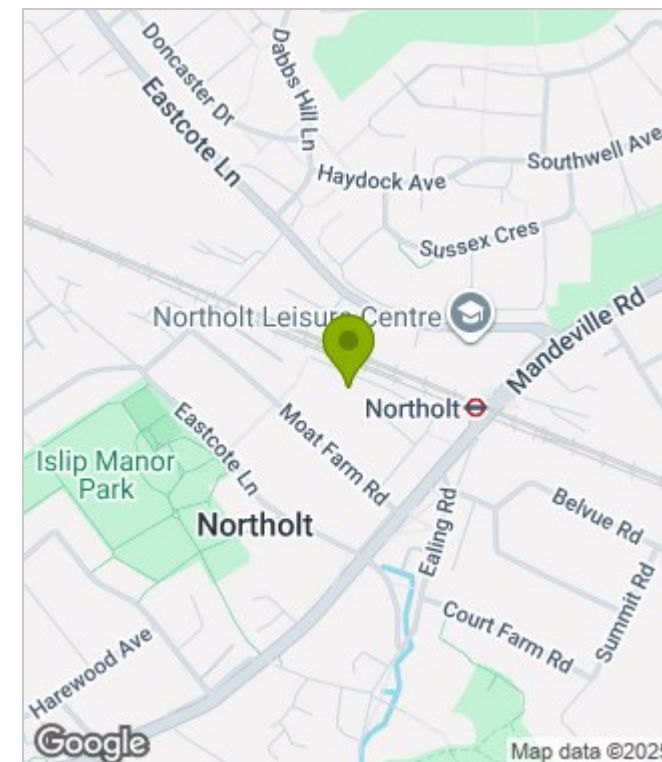 Doncaster Dr
Dabbs Hill Ln
Eastcote Ln
Southwell Ave
Haydock Ave
Sussex Cres
Northolt Leisure Centre
Mandeville Rd
Northolt
Eastcote Ln
Moat Farm Rd
Islip Manor
Park
Northolt
Ealing Rd
Belvue Rd
Summit Rd
Court Farm Rd
Harewood Ave
Google
Map data ©2025